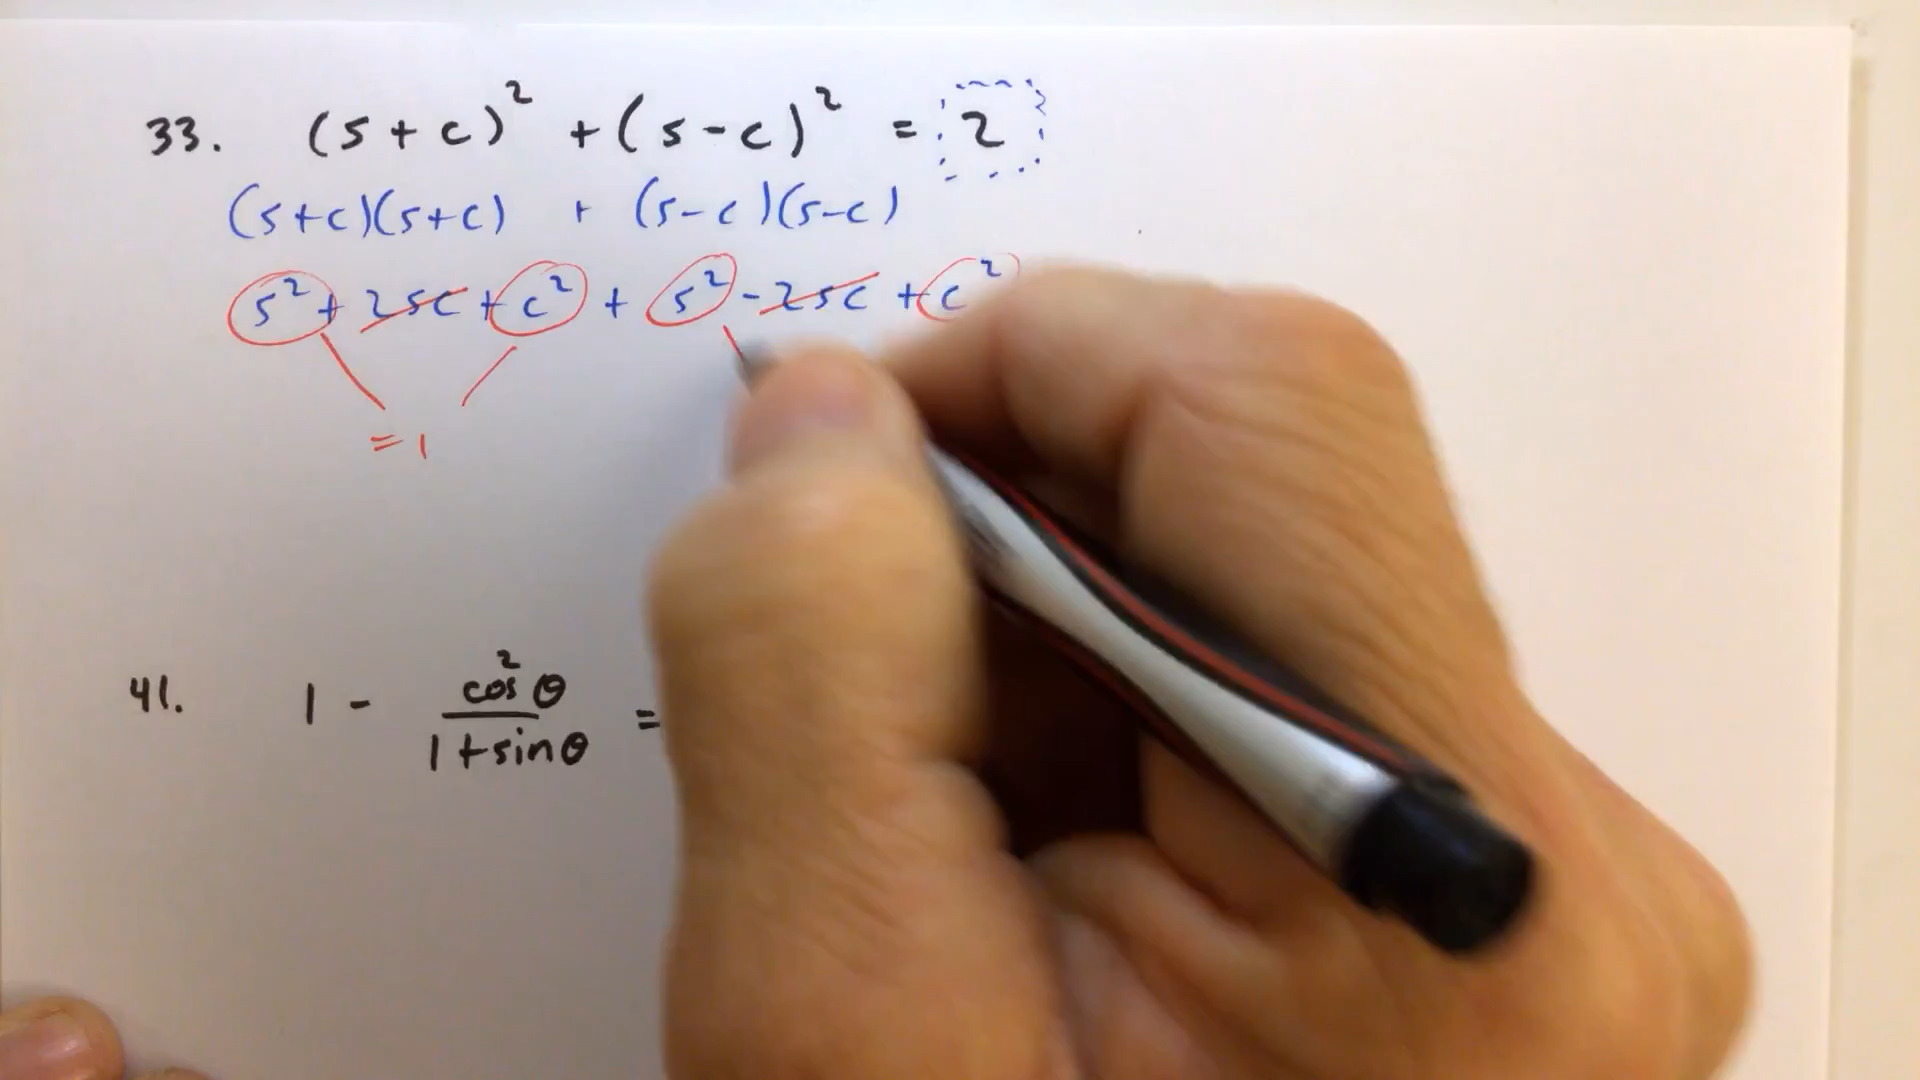 33. (s+c)² + (s-c)² = 2
(s+c)(s+c) + (s-c)(s-c)
s² + 2sc + c² + s² - 2sc + c²
= 1
41. 1 - cos²θ / 1+sinθ =